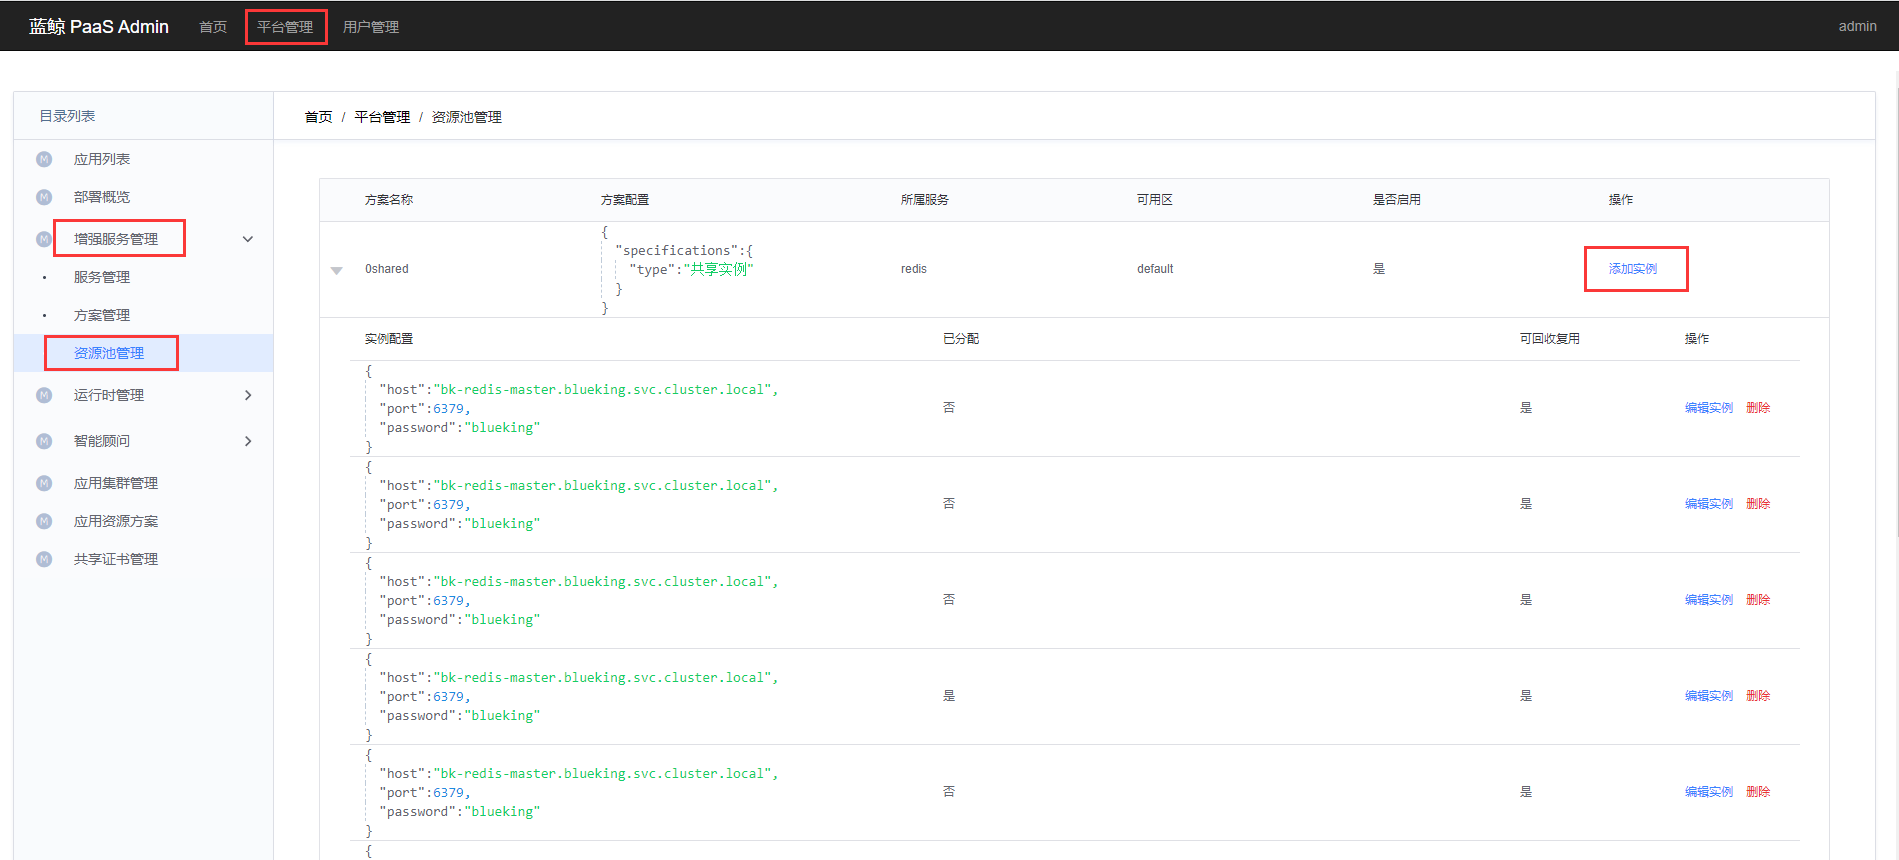 蓝鲸 PaaS Admin 首页 平台管理 用户管理 admin
目录列表
首页 / 平台管理 / 资源池管理
M 应用列表
M 部署概览
M 增强服务管理
服务管理
方案管理
资源池管理
M 运行时管理
M 智能顾问
M 应用集群管理
M 应用资源方案
M 共享证书管理
方案名称 方案配置 所属服务 可用区 是否启用 操作
0shared
{
"specifications":{
"type":"共享实例"
}
}
redis default 是 添加实例
实例配置 已分配 可回收复用 操作
{
"host":"bk-redis-master.blueking.svc.cluster.local",
"port":6379,
"password":"blueking"
}
否 是 编辑实例 删除
{
"host":"bk-redis-master.blueking.svc.cluster.local",
"port":6379,
"password":"blueking"
}
否 是 编辑实例 删除
{
"host":"bk-redis-master.blueking.svc.cluster.local",
"port":6379,
"password":"blueking"
}
否 是 编辑实例 删除
{
"host":"bk-redis-master.blueking.svc.cluster.local",
"port":6379,
"password":"blueking"
}
是 是 编辑实例 删除
{
"host":"bk-redis-master.blueking.svc.cluster.local",
"port":6379,
"password":"blueking"
}
否 是 编辑实例 删除
{